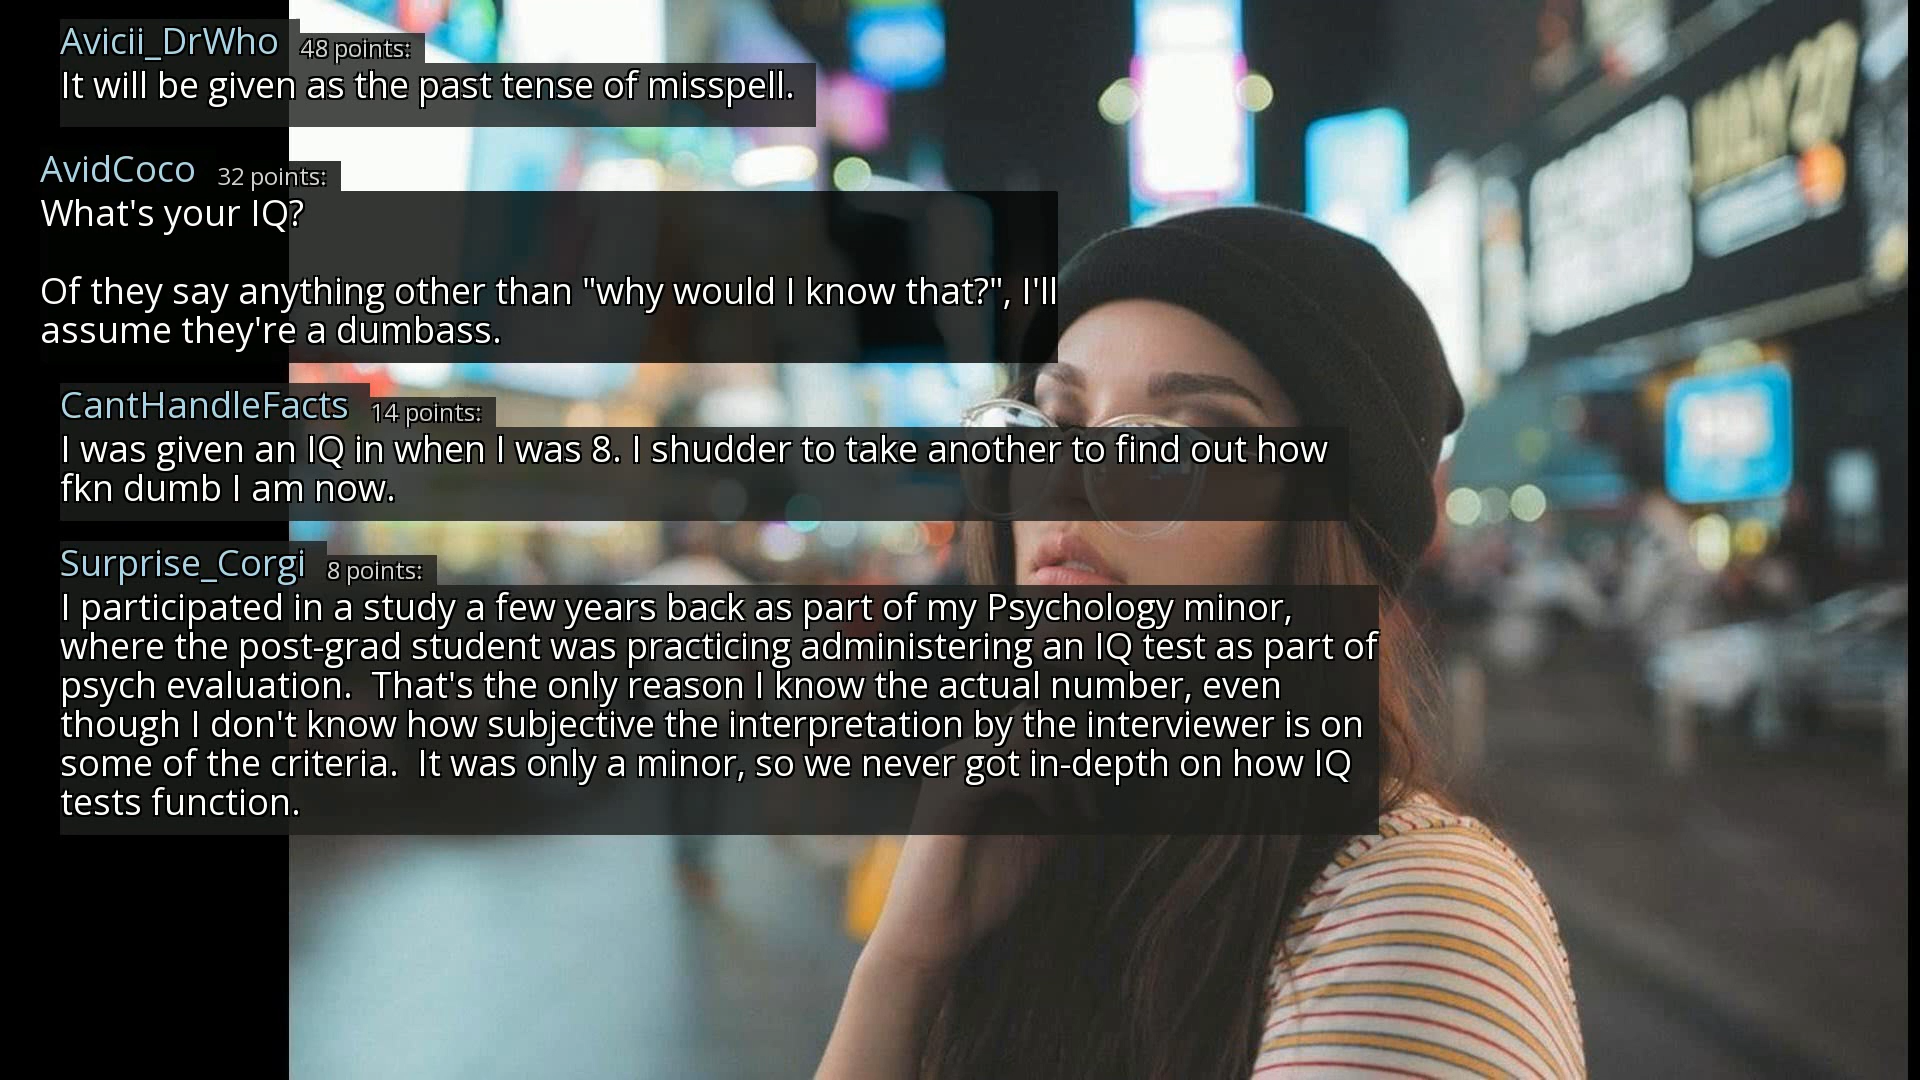 Avicii_DrWho 48 points:
It will be given as the past tense of misspell.
AvidCoco 32 points:
What's your IQ?
Of they say anything other than "why would I know that?", I'll
assume they're a dumbass.
CantHandleFacts 14 points:
I was given an IQ in when I was 8. I shudder to take another to find out how
fkn dumb I am now.
Surprise_Corgi 8 points:
I participated in a study a few years back as part of my Psychology minor,
where the post-grad student was practicing administering an IQ test as part of
psych evaluation.  That's the only reason I know the actual number, even
though I don't know how subjective the interpretation by the interviewer is on
some of the criteria.  It was only a minor, so we never got in-depth on how IQ
tests function.